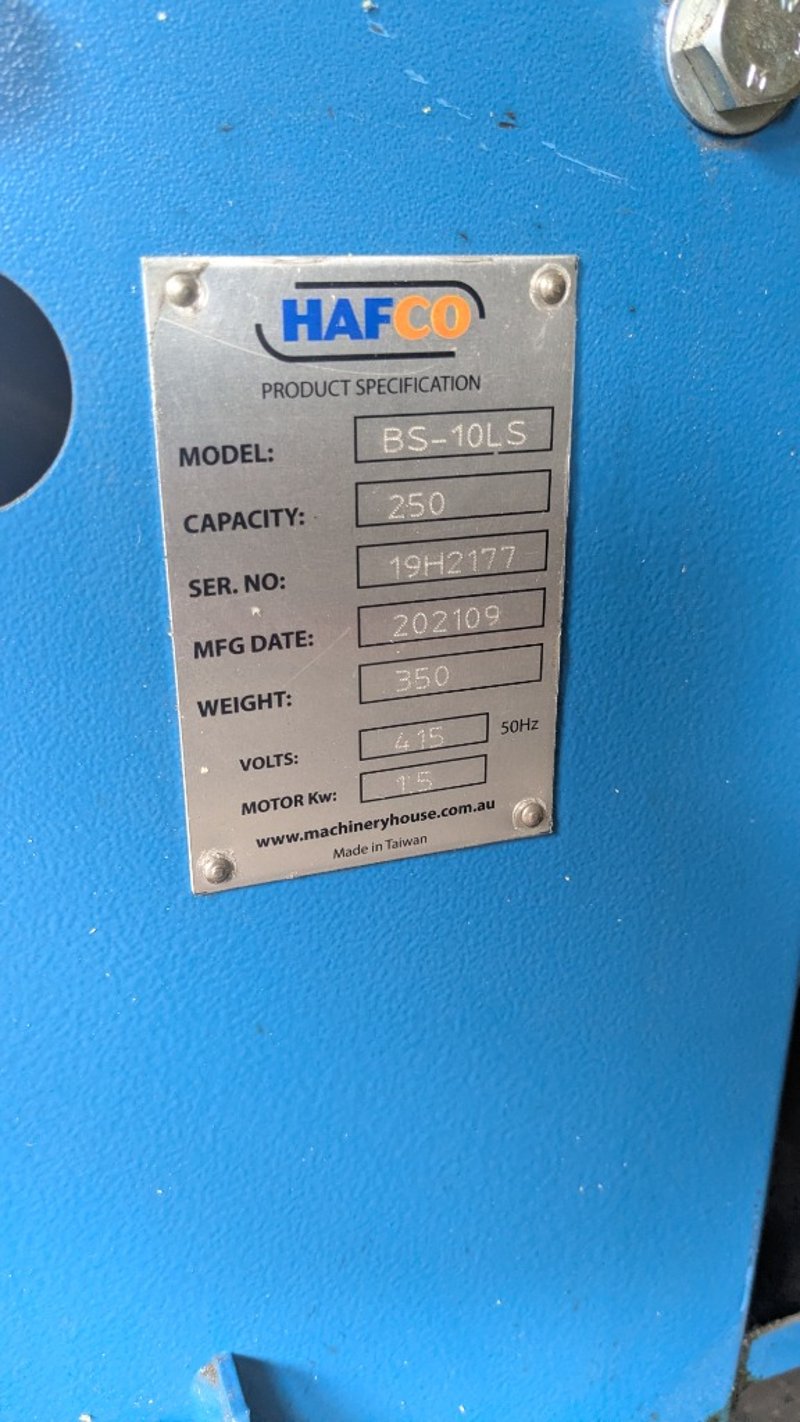 HAFCO
PRODUCT SPECIFICATION
MODEL: BS-10LS
CAPACITY: 250
SER. NO: 19H2177
MFG DATE: 202109
WEIGHT: 350
VOLTS: 415 50Hz
MOTOR Kw: 1.5
www.machineryhouse.com.au
Made in Taiwan